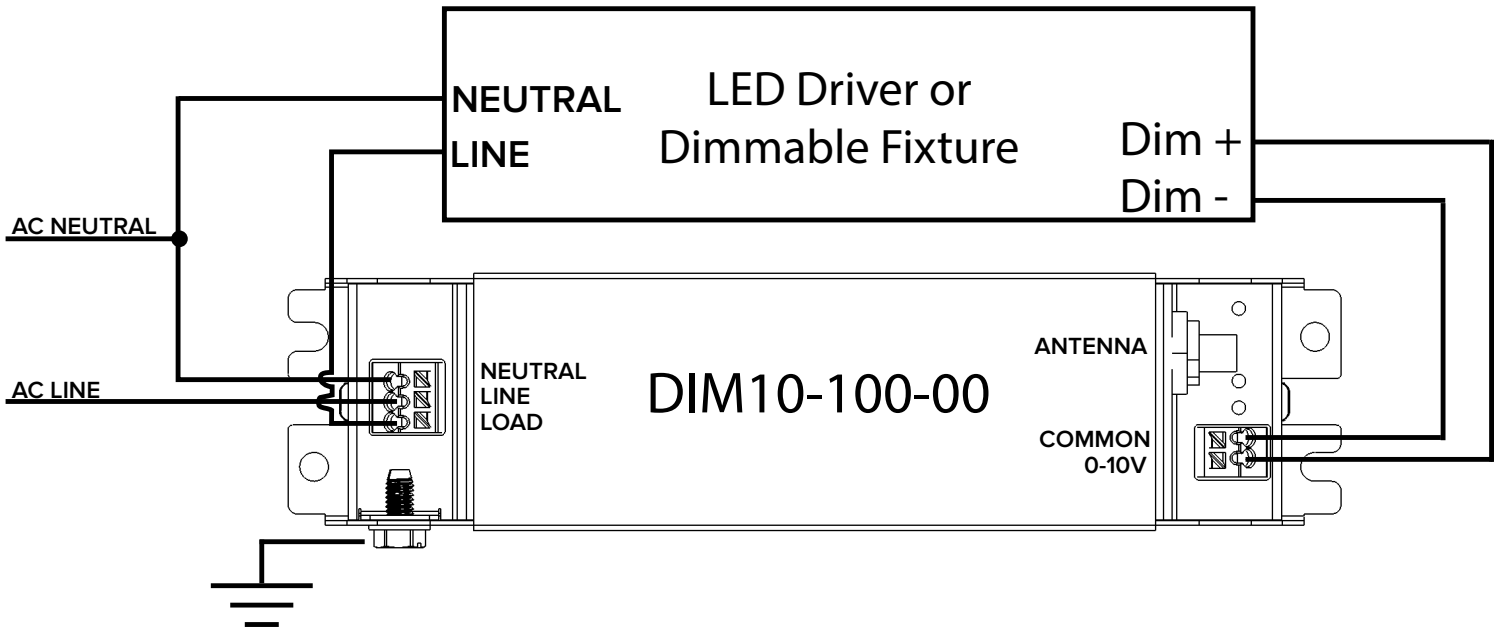 NEUTRAL
LINE
LED Driver or
Dimmable Fixture
Dim +
Dim -
AC NEUTRAL
AC LINE
NEUTRAL
LINE
LOAD
DIM10-100-00
ANTENNA
COMMON
0-10V